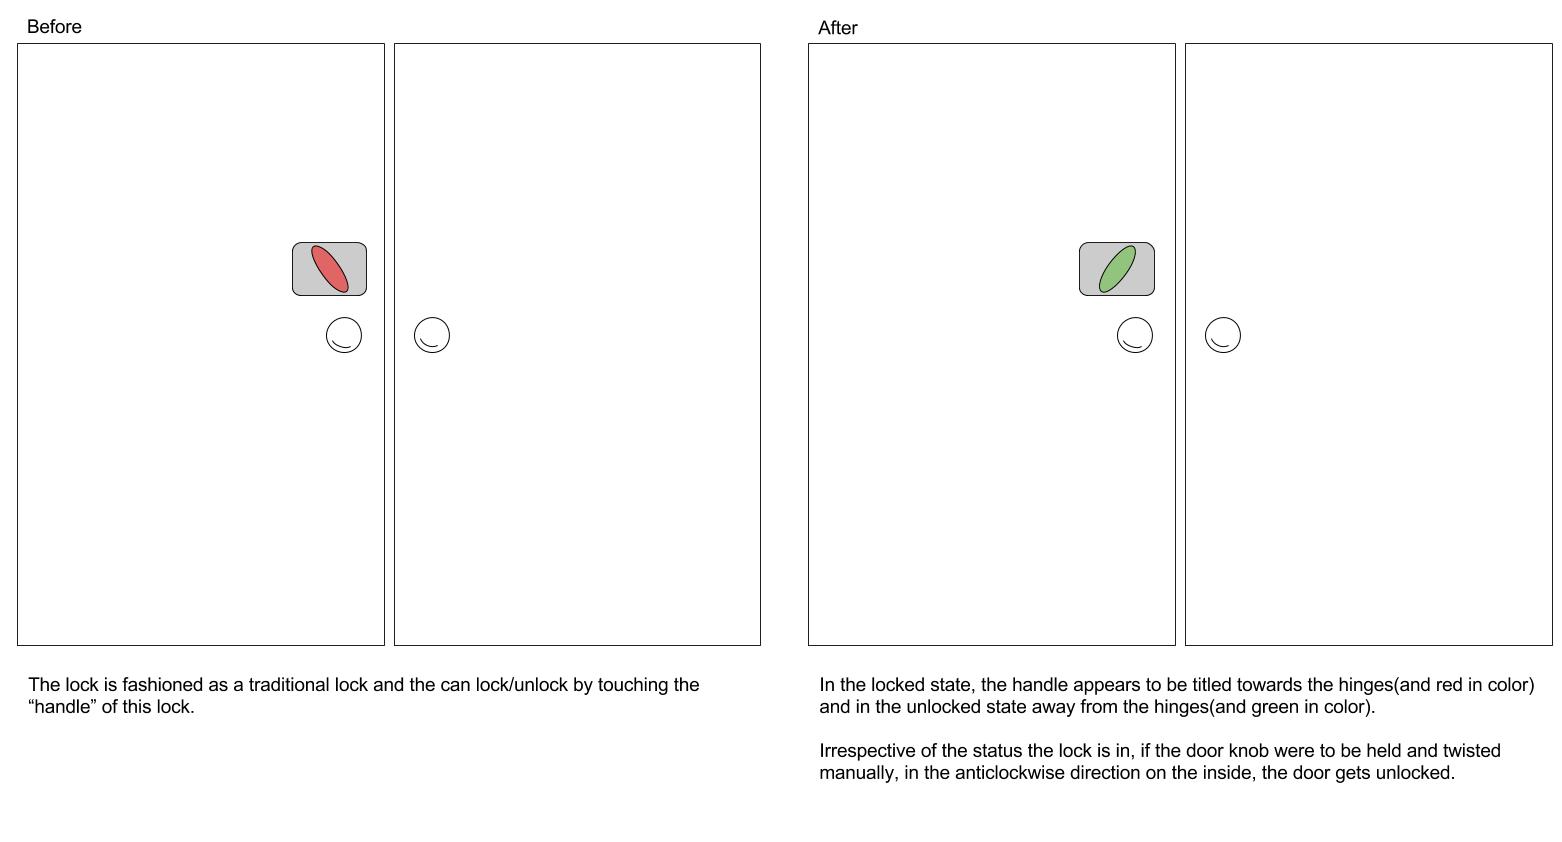 Before
After
The lock is fashioned as a traditional lock and the can lock/unlock by touching the
“handle” of this lock.
In the locked state, the handle appears to be titled towards the hinges(and red in color)
and in the unlocked state away from the hinges(and green in color).
Irrespective of the status the lock is in, if the door knob were to be held and twisted
manually, in the anticlockwise direction on the inside, the door gets unlocked.